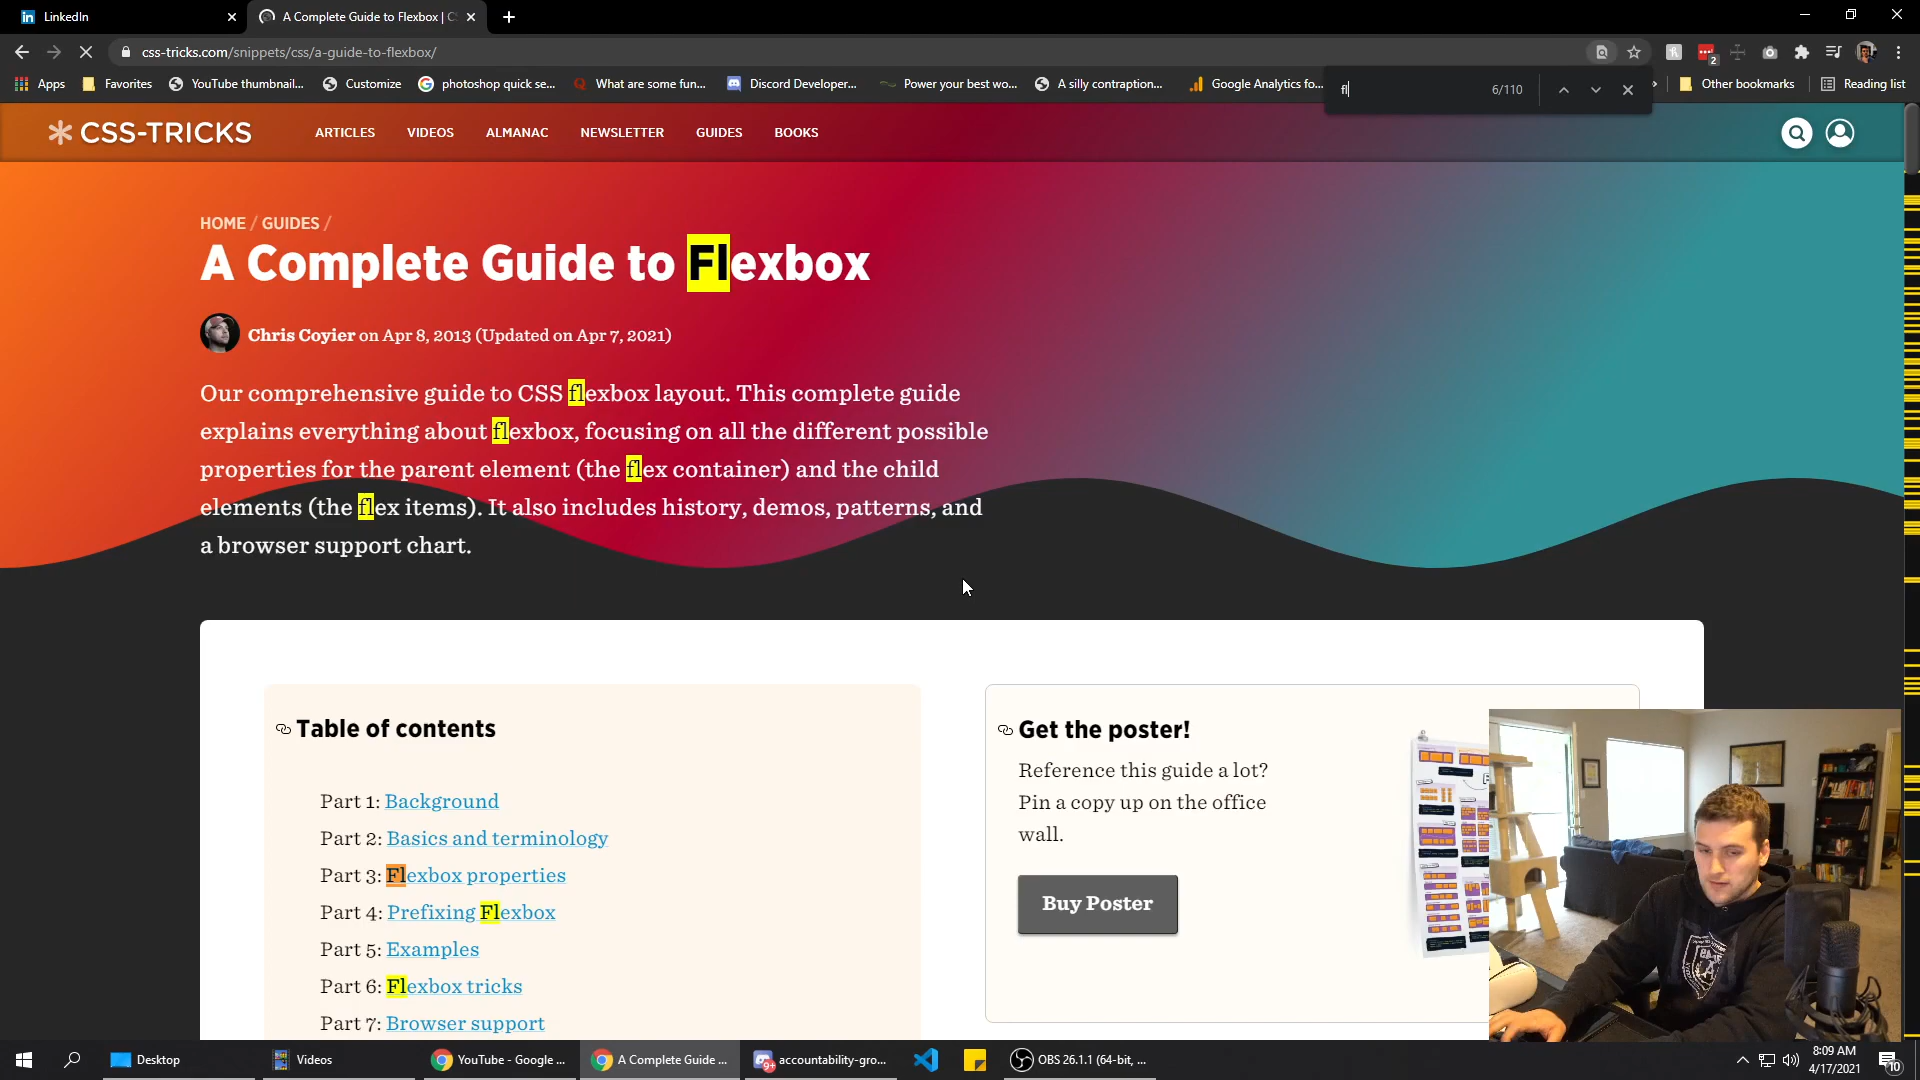 LinkedIn
A Complete Guide to Flexbox | CS
css-tricks.com/snippets/css/a-guide-to-flexbox/
2
Apps
Favorites
YouTube thumbnail...
Customize
photoshop quick se...
What are some fun...
Discord Developer...
Power your best wo...
A silly contraption...
Google Analytics fo...
Other bookmarks
Reading list
fl
6/110
CSS-TRICKS
ARTICLES
VIDEOS
ALMANAC
NEWSLETTER
GUIDES
BOOKS
HOME / GUIDES /
A Complete Guide to Flexbox
Chris Coyier on Apr 8, 2013 (Updated on Apr 7, 2021)
Our comprehensive guide to CSS flexbox layout. This complete guide
explains everything about flexbox, focusing on all the different possible
properties for the parent element (the flex container) and the child
elements (the flex items). It also includes history, demos, patterns, and
a browser support chart.
Table of contents
Part 1: Background
Part 2: Basics and terminology
Part 3: Flexbox properties
Part 4: Prefixing Flexbox
Part 5: Examples
Part 6: Flexbox tricks
Part 7: Browser support
Get the poster!
Reference this guide a lot?
Pin a copy up on the office
wall.
Buy Poster
Desktop
Videos
YouTube - Google ...
A Complete Guide ...
9+
accountability-gro...
OBS 26.1.1 (64-bit, ...
8:09 AM
4/17/2021
10